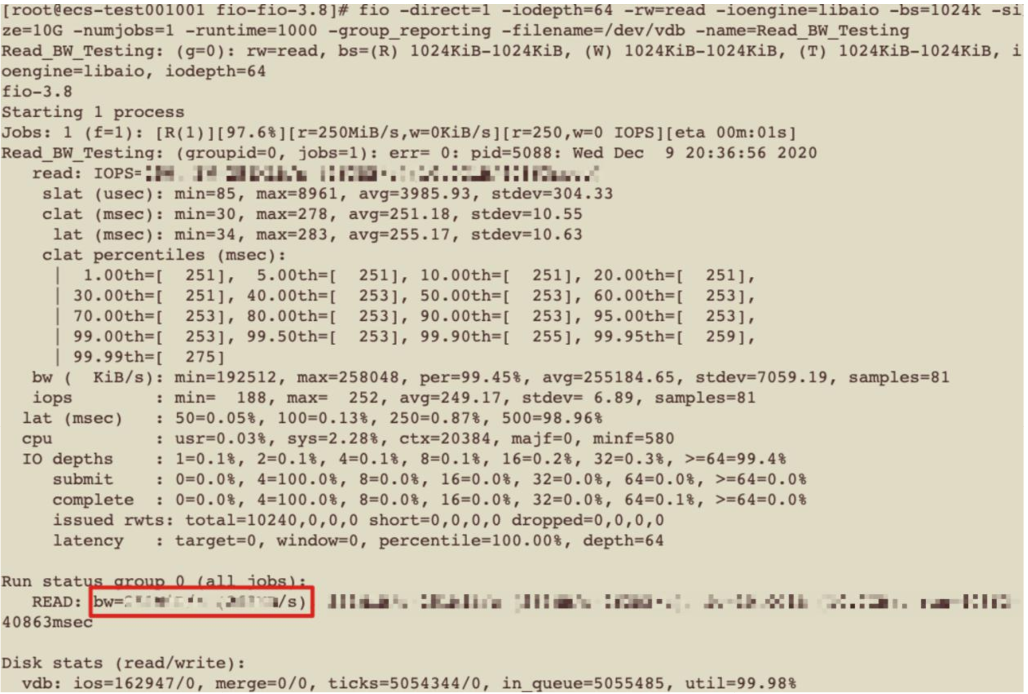 [root@ecs-test001001 fio-fio-3.8]# fio -direct=1 -iodepth=64 -rw=read -ioengine=libaio -bs=1024k -si
ze=10G -numjobs=1 -runtime=1000 -group_reporting -filename=/dev/vdb -name=Read_BW_Testing
Read_BW_Testing: (g=0): rw=read, bs=(R) 1024KiB-1024KiB, (W) 1024KiB-1024KiB, (T) 1024KiB-1024KiB, i
oengine=libaio, iodepth=64
fio-3.8
Starting 1 process
Jobs: 1 (f=1): [R(1)][97.6%][r=250MiB/s,w=0KiB/s][r=250,w=0 IOPS][eta 00m:01s]
Read_BW_Testing: (groupid=0, jobs=1): err= 0: pid=5088: Wed Dec  9 20:36:56 2020
   read: IOPS=
    slat (usec): min=85, max=8961, avg=3985.93, stdev=304.33
    clat (msec): min=30, max=278, avg=251.18, stdev=10.55
     lat (msec): min=34, max=283, avg=255.17, stdev=10.63
    clat percentiles (msec):
     |  1.00th=[  251],  5.00th=[  251], 10.00th=[  251], 20.00th=[  251],
     | 30.00th=[  251], 40.00th=[  253], 50.00th=[  253], 60.00th=[  253],
     | 70.00th=[  253], 80.00th=[  253], 90.00th=[  253], 95.00th=[  253],
     | 99.00th=[  253], 99.50th=[  253], 99.90th=[  255], 99.95th=[  259],
     | 99.99th=[  275]
   bw (  KiB/s): min=192512, max=258048, per=99.45%, avg=255184.65, stdev=7059.19, samples=81
   iops        : min=  188, max=  252, avg=249.17, stdev= 6.89, samples=81
  lat (msec)   : 50=0.05%, 100=0.13%, 250=0.87%, 500=98.96%
  cpu          : usr=0.03%, sys=2.28%, ctx=20384, majf=0, minf=580
  IO depths    : 1=0.1%, 2=0.1%, 4=0.1%, 8=0.1%, 16=0.2%, 32=0.3%, >=64=99.4%
     submit    : 0=0.0%, 4=100.0%, 8=0.0%, 16=0.0%, 32=0.0%, 64=0.0%, >=64=0.0%
     complete  : 0=0.0%, 4=100.0%, 8=0.0%, 16=0.0%, 32=0.0%, 64=0.1%, >=64=0.0%
     issued rwts: total=10240,0,0,0 short=0,0,0,0 dropped=0,0,0,0
     latency   : target=0, window=0, percentile=100.00%, depth=64
Run status group 0 (all jobs):
   READ: bw=
40863msec
Disk stats (read/write):
  vdb: ios=162947/0, merge=0/0, ticks=5054344/0, in_queue=5055485, util=99.98%